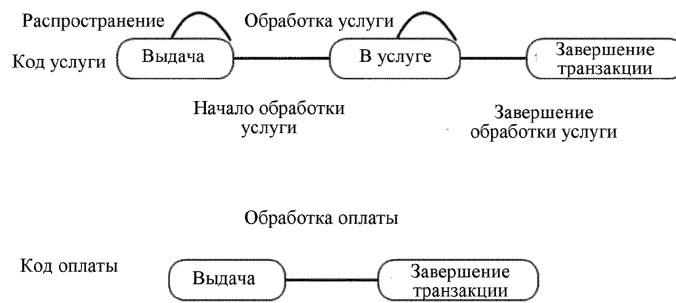 Распространение
Обработка услуги
Код услуги
Выдача
В услуге
Завершение
транзакции
Начало обработки
услуги
Завершение
обработки услуги
Обработка оплаты
Код оплаты
Выдача
Завершение
транзакции